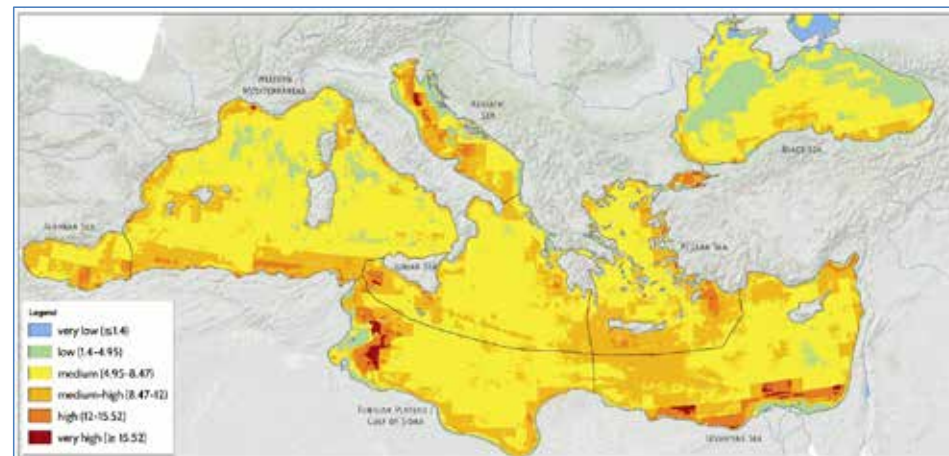 WESTERN
MEDITERRANEAN
ADRIATIC
SEA
BLACK SEA
ALBORAN SEA
IONIAN SEA
AEGEAN SEA
TUNISIAN PLATEAU /
GULF OF SIDRA
LEVANTINE SEA
Legend
very low (≤1.4)
low (1.4–4.95)
medium (4.95–8.47)
medium–high (8.47–12)
high (12–15.52)
very high (≥ 15.52)